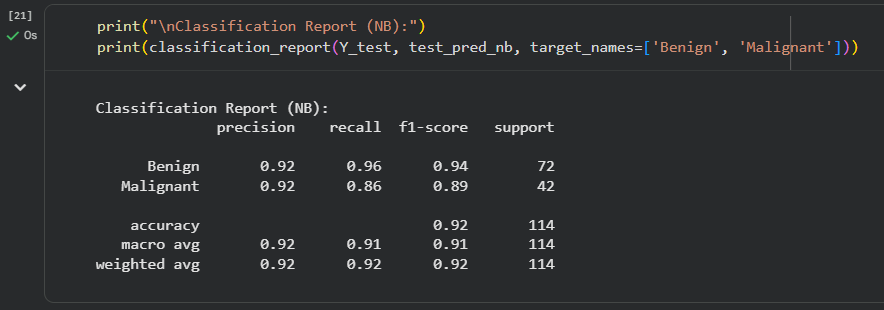 [21]
0s
print("\nClassification Report (NB):")
print(classification_report(Y_test, test_pred_nb, target_names=['Benign', 'Malignant']))
Classification Report (NB):
precision recall f1-score support
Benign 0.92 0.96 0.94 72
Malignant 0.92 0.86 0.89 42
accuracy 0.92 114
macro avg 0.92 0.91 0.91 114
weighted avg 0.92 0.92 0.92 114